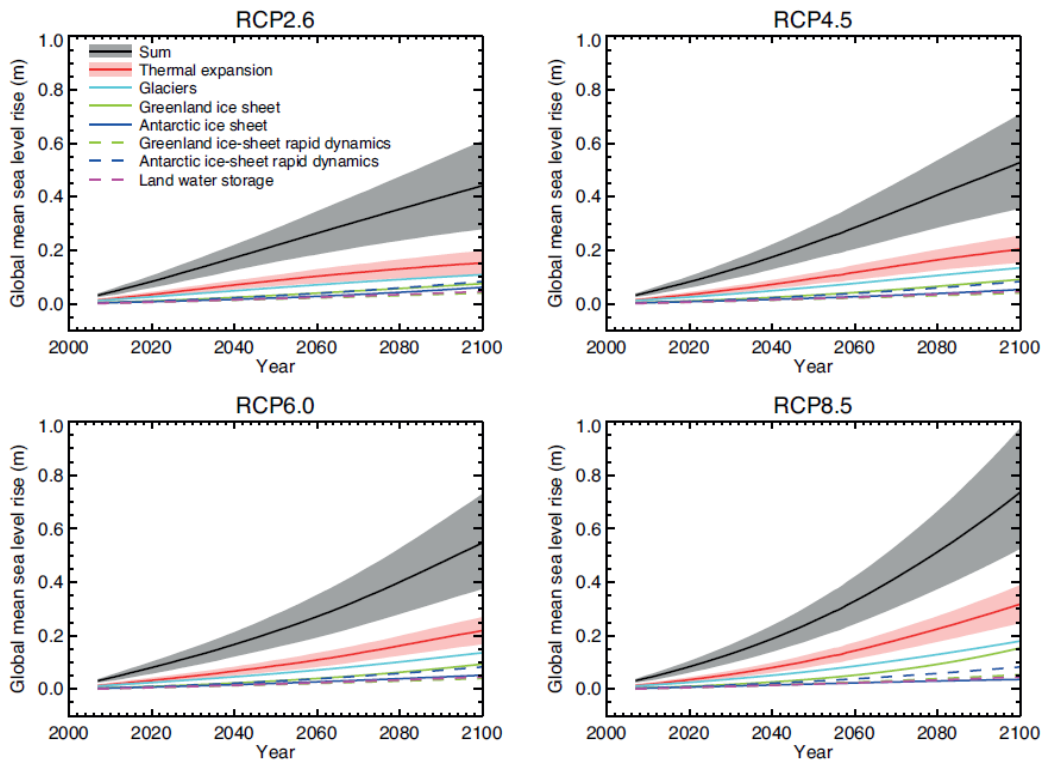 RCP2.6
Global mean sea level rise (m)
1.0
0.8
0.6
0.4
0.2
0.0
Sum
Thermal expansion
Glaciers
Greenland ice sheet
Antarctic ice sheet
Greenland ice-sheet rapid dynamics
Antarctic ice-sheet rapid dynamics
Land water storage
2000 2020 2040 2060 2080 2100
Year
RCP4.5
Global mean sea level rise (m)
1.0
0.8
0.6
0.4
0.2
0.0
2000 2020 2040 2060 2080 2100
Year
RCP6.0
Global mean sea level rise (m)
1.0
0.8
0.6
0.4
0.2
0.0
2000 2020 2040 2060 2080 2100
Year
RCP8.5
Global mean sea level rise (m)
1.0
0.8
0.6
0.4
0.2
0.0
2000 2020 2040 2060 2080 2100
Year